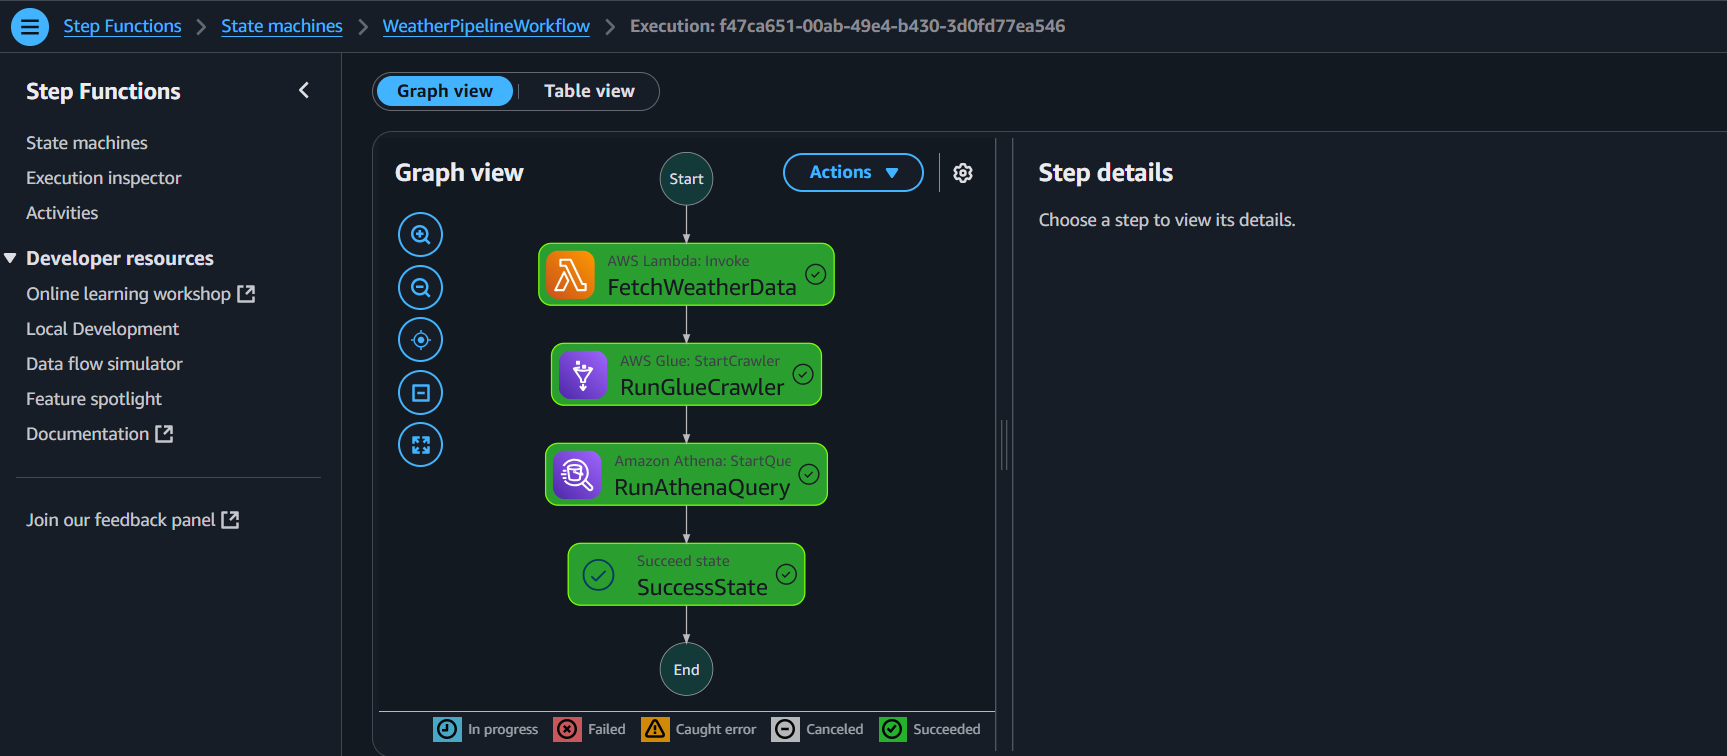 Step Functions > State machines > WeatherPipelineWorkflow > Execution: f47ca651-00ab-49e4-b430-3d0fd77ea546
Step Functions
State machines
Execution inspector
Activities
Developer resources
Online learning workshop
Local Development
Data flow simulator
Feature spotlight
Documentation
Join our feedback panel
Graph view
Table view
Graph view
Actions
Start
AWS Lambda: Invoke
FetchWeatherData
AWS Glue: StartCrawler
RunGlueCrawler
Amazon Athena: StartQue
RunAthenaQuery
Succeed state
SuccessState
End
In progress
Failed
Caught error
Canceled
Succeeded
Step details
Choose a step to view its details.